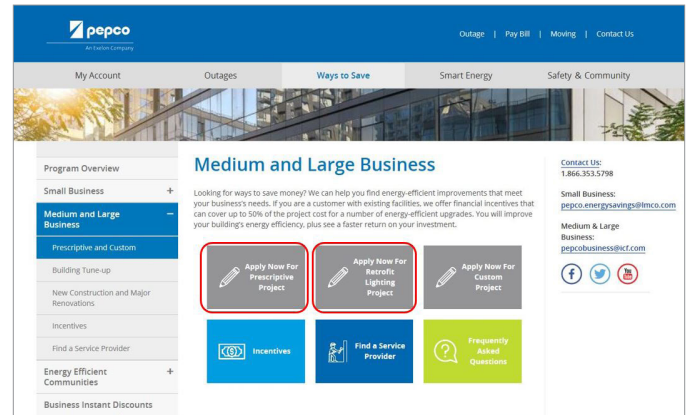 pepco
An Exelon Company
Outage | Pay Bill | Moving | Contact Us
My Account
Outages
Ways to Save
Smart Energy
Safety & Community
Program Overview
Small Business +
Medium and Large
Business −
Prescriptive and Custom
Building Tune-up
New Construction and Major
Renovations
Incentives
Find a Service Provider
Energy Efficient +
Communities
Business Instant Discounts
Medium and Large Business
Looking for ways to save money? We can help you find energy-efficient improvements that meet
your business's needs. If you are a customer with existing facilities, we offer financial incentives that
can cover up to 50% of the project cost for a number of energy-efficient upgrades. You will improve
your building's energy efficiency, plus see a faster return on your investment.
Apply Now For
Prescriptive
Project
Apply Now For
Retrofit
Lighting
Project
Apply Now For
Custom
Project
Incentives
Find a Service
Provider
Frequently
Asked
Questions
Contact Us:
1.866.353.5798
Small Business:
pepco.energysavings@lmco.com
Medium & Large
Business:
pepcobusiness@icf.com
You
Tube